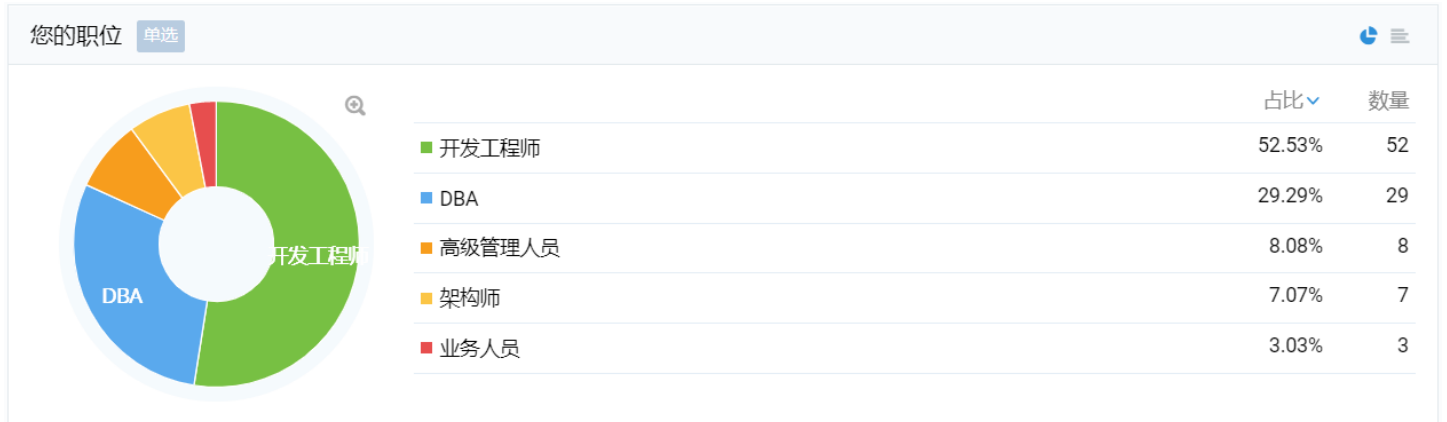 您的职位 单选
占比 数量
开发工程师 52.53% 52
DBA 29.29% 29
高级管理人员 8.08% 8
架构师 7.07% 7
业务人员 3.03% 3
开发工程师
DBA